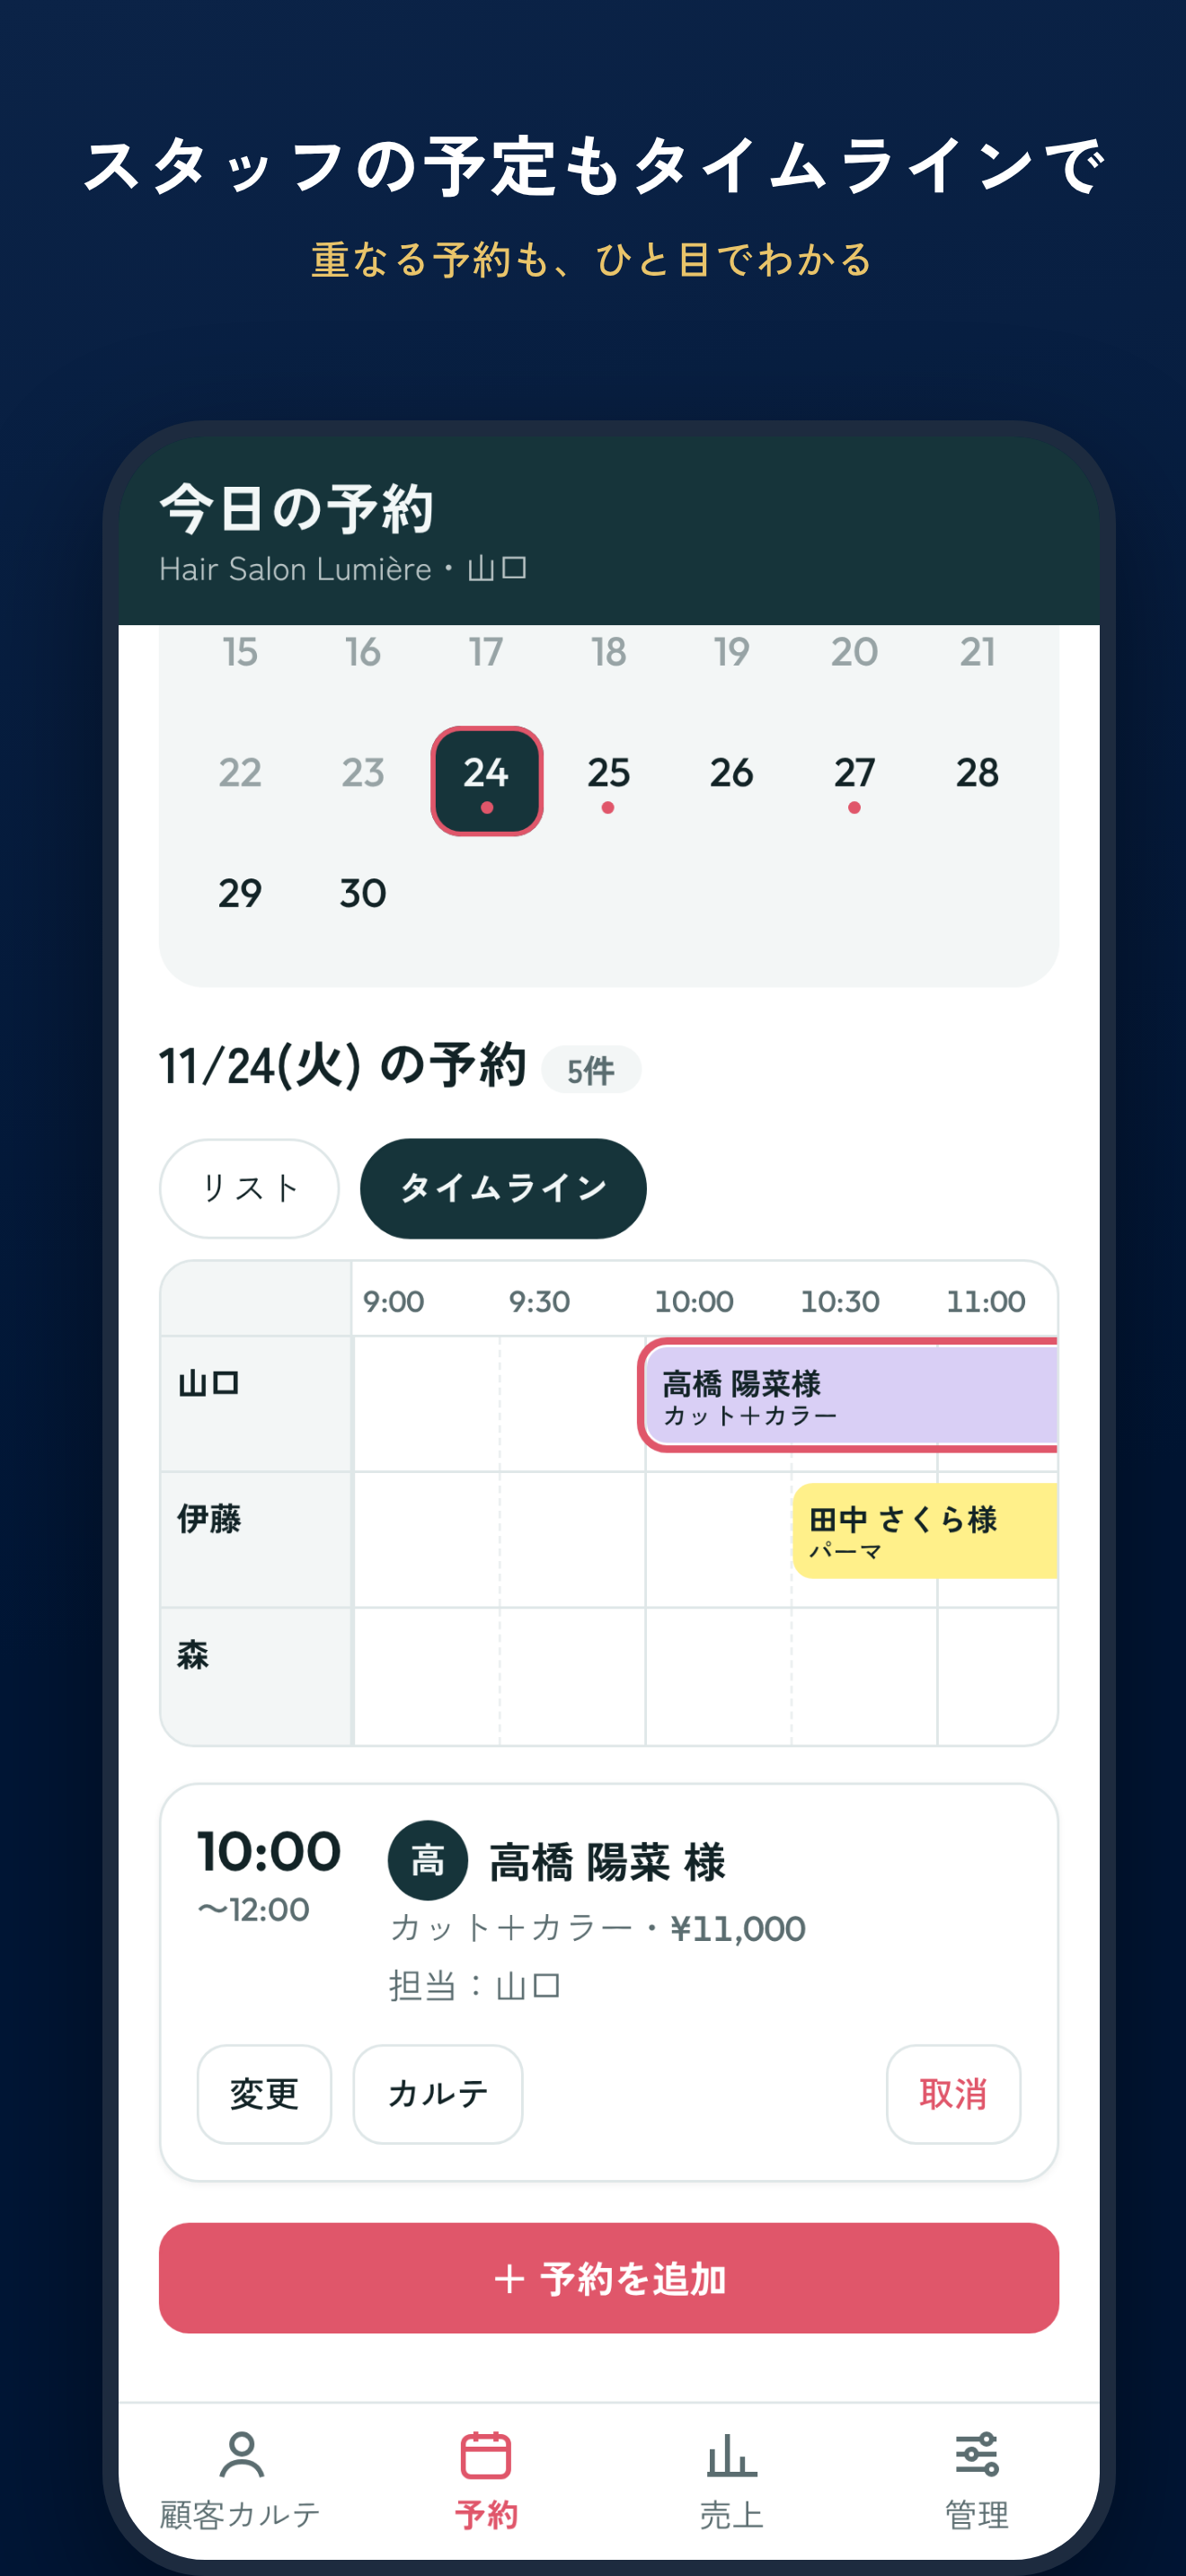 スタッフの予定もタイムラインで
重なる予約も、ひと目でわかる
今日の予約
Hair Salon Lumière・山口
15 16 17 18 19 20 21
22 23 24 25 26 27 28
29 30
11/24(火) の予約 5件
リスト タイムライン
9:00 9:30 10:00 10:30 11:00
山口
高橋 陽菜様
カット＋カラー
伊藤
田中 さくら様
パーマ
森
10:00 高 高橋 陽菜 様
〜12:00
カット＋カラー・¥11,000
担当：山口
変更 カルテ 取消
＋ 予約を追加
顧客カルテ 予約 売上 管理